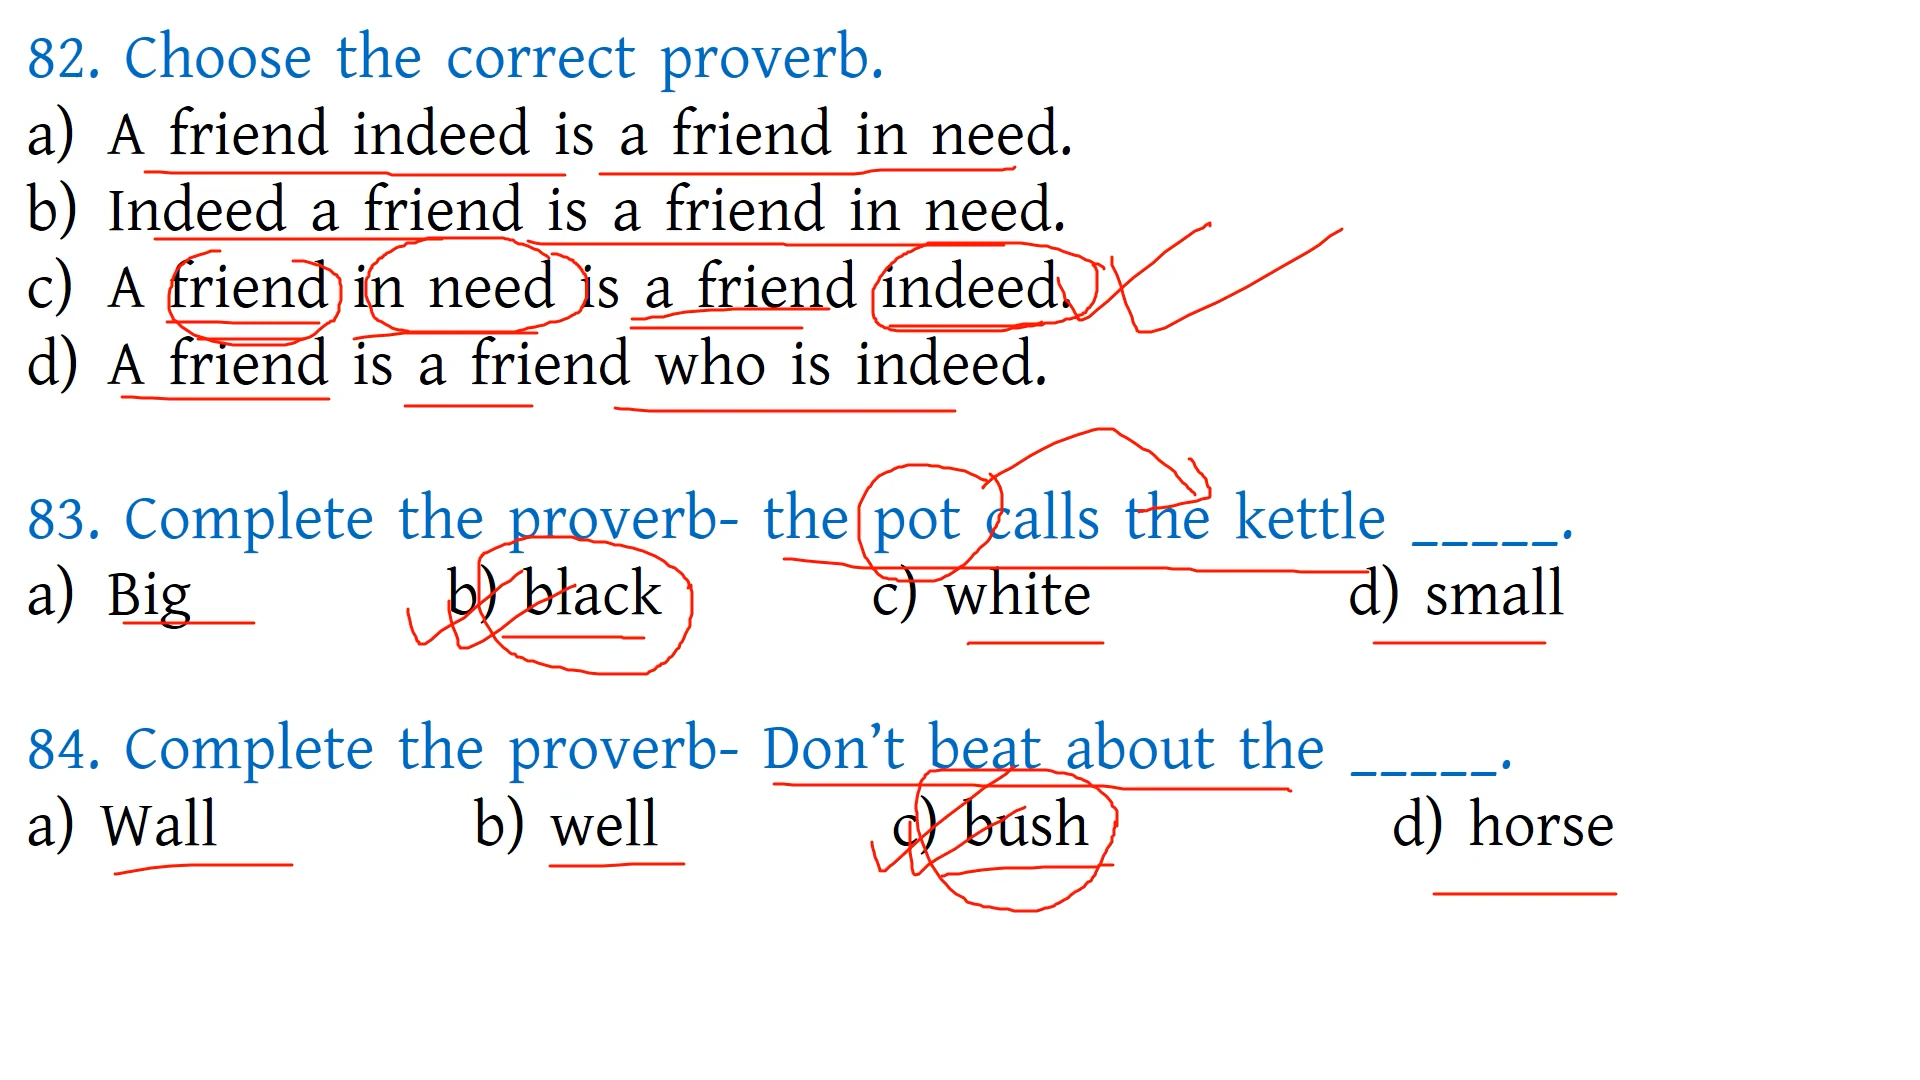 82. Choose the correct proverb.
a) A friend indeed is a friend in need.
b) Indeed a friend is a friend in need.
c) A friend in need is a friend indeed.
d) A friend is a friend who is indeed.
83. Complete the proverb- the pot calls the kettle _____.
a) Big b) black c) white d) small
84. Complete the proverb- Don’t beat about the _____.
a) Wall b) well c) bush d) horse